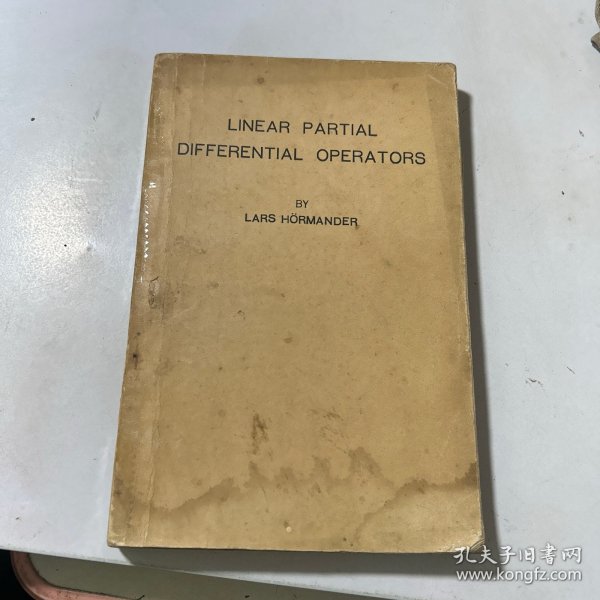 LINEAR PARTIAL
DIFFERENTIAL OPERATORS
BY
LARS HÖRMANDER
孔夫子旧书网
www.kongfz.com